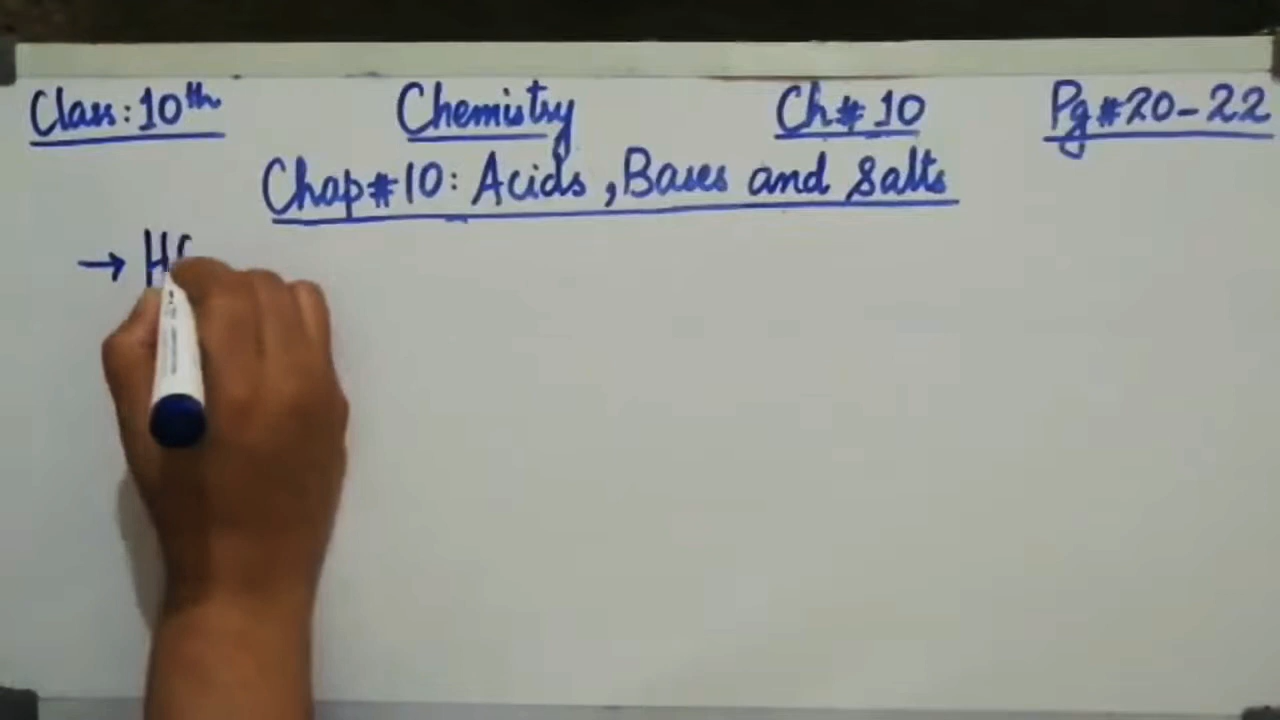 Class: 10th Chemistry Ch# 10 Pg#20-22
Chap#10: Acids, Bases and Salts
→ H